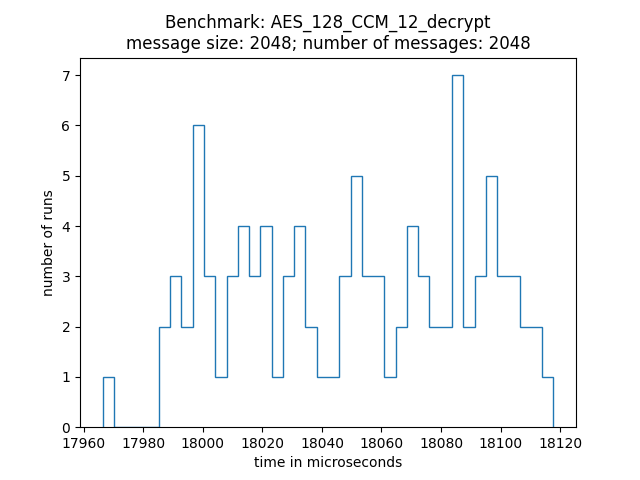 Benchmark: AES_128_CCM_12_decrypt
message size: 2048; number of messages: 2048
7
6
5
4
3
2
1
0
number of runs
17960 17980 18000 18020 18040 18060 18080 18100 18120
time in microseconds